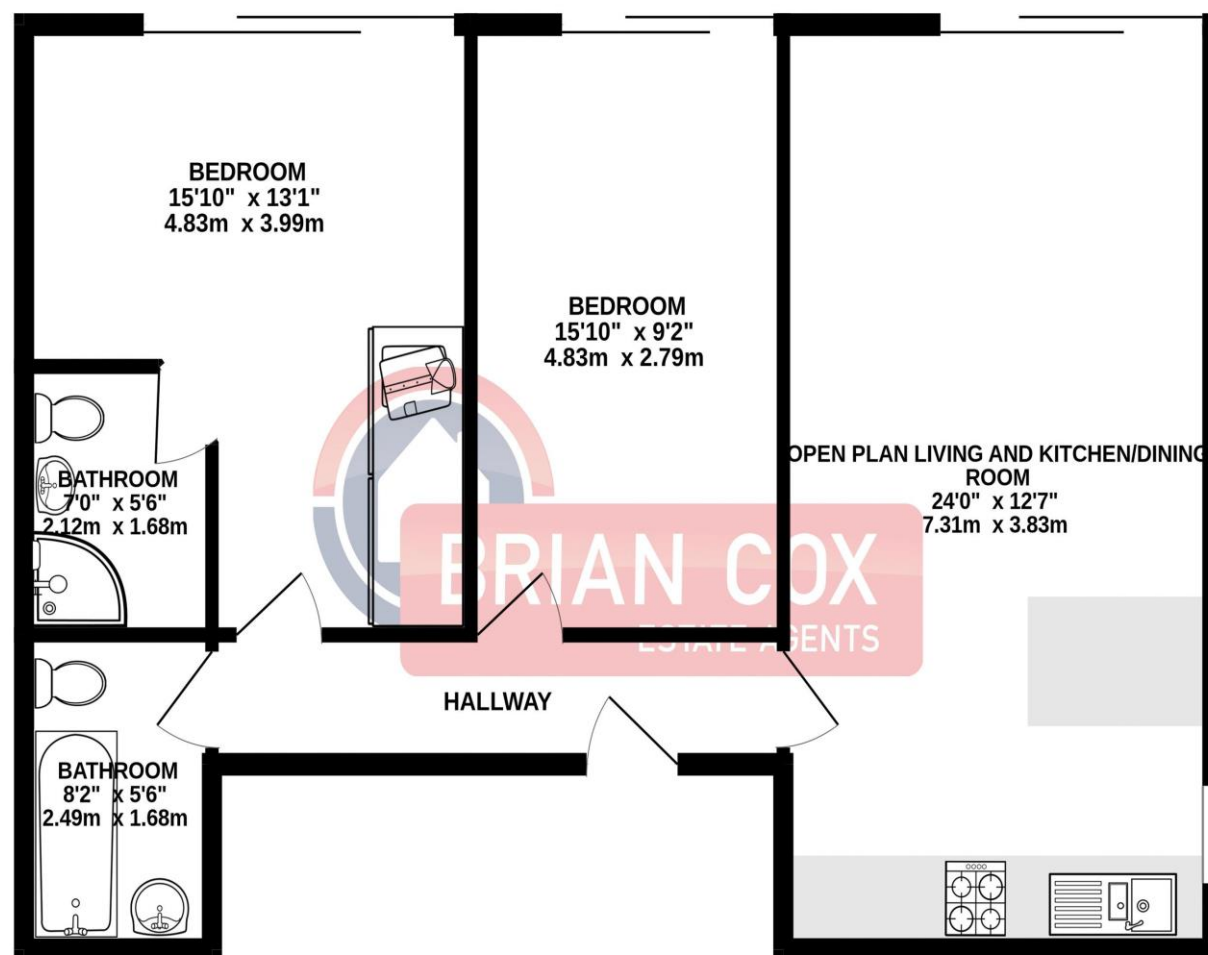 BEDROOM
15'10" x 13'1"
4.83m x 3.99m
BEDROOM
15'10" x 9'2"
4.83m x 2.79m
OPEN PLAN LIVING AND KITCHEN/DINING
ROOM
24'0" x 12'7"
7.31m x 3.83m
BATHROOM
7'0" x 5'6"
2.12m x 1.68m
BRIAN COX
ESTATE AGENTS
HALLWAY
BATHROOM
8'2" x 5'6"
2.49m x 1.68m